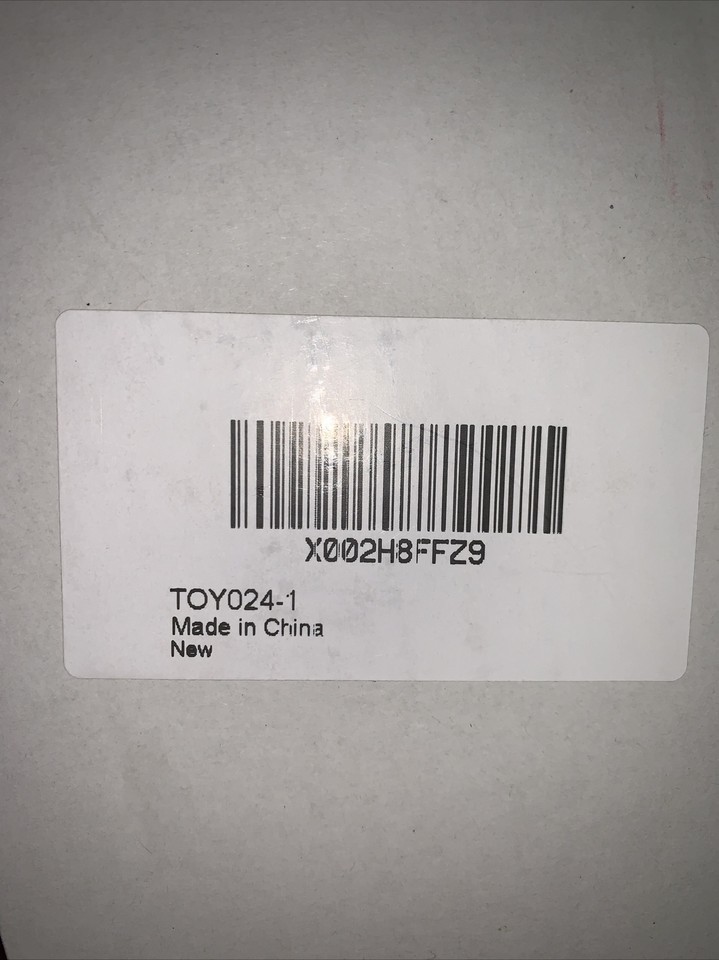 X002H8FFZ9
TOY024-1
Made in China
New